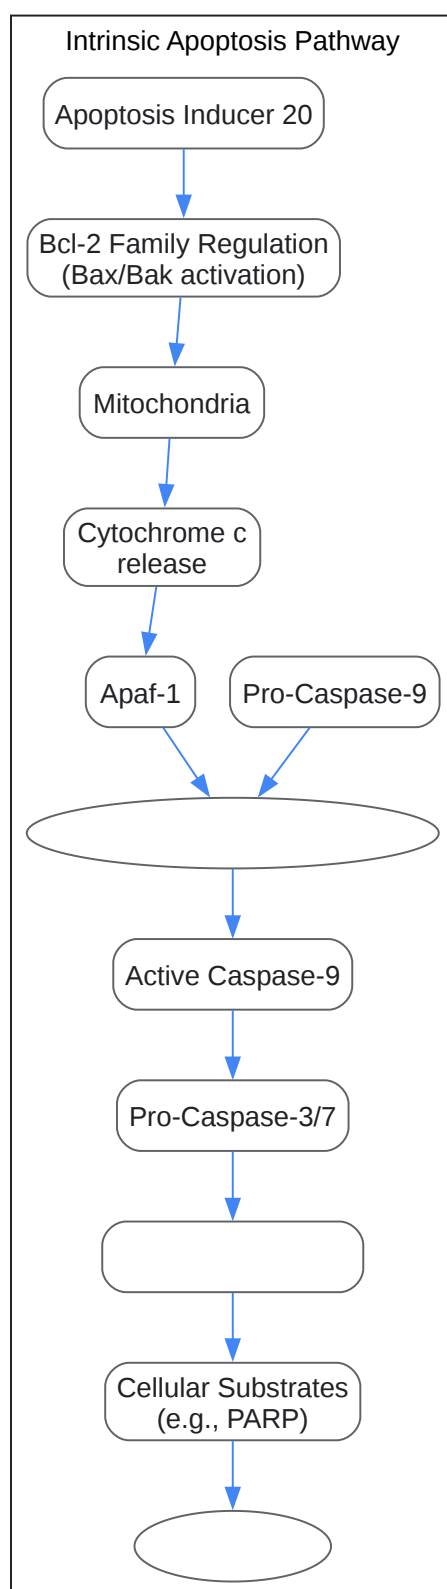 Intrinsic Apoptosis Pathway
Apoptosis Inducer 20
Bcl-2 Family Regulation
(Bax/Bak activation)
Mitochondria
Cytochrome c
release
Apaf-1
Pro-Caspase-9
Active Caspase-9
Pro-Caspase-3/7
Cellular Substrates
(e.g., PARP)